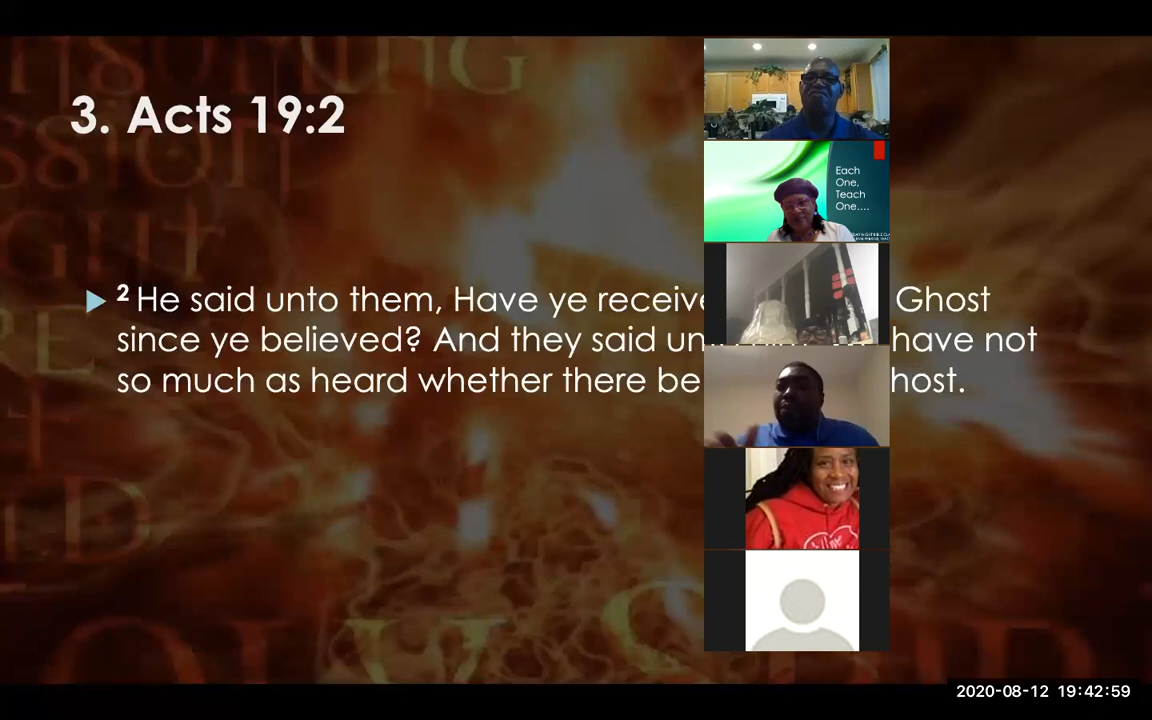 3. Acts 19:2
2 He said unto them, Have ye receive Ghost
since ye believed? And they said un have not
so much as heard whether there be host.
Each
One,
Teach
One....
2020-08-12 19:42:59